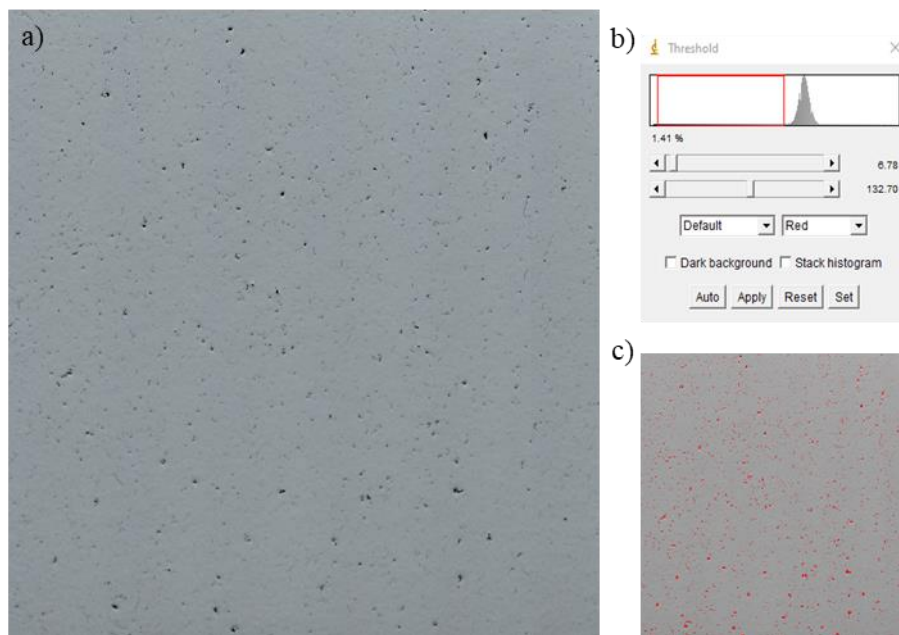 a)
b)
Threshold
1.41 %
6.78
132.70
Default Red
Dark background Stack histogram
Auto Apply Reset Set
c)